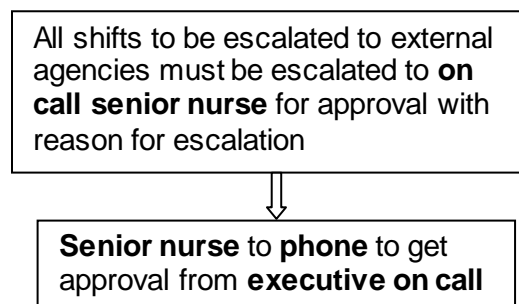 All shifts to be escalated to external
agencies must be escalated to on
call senior nurse for approval with
reason for escalation
Senior nurse to phone to get
approval from executive on call